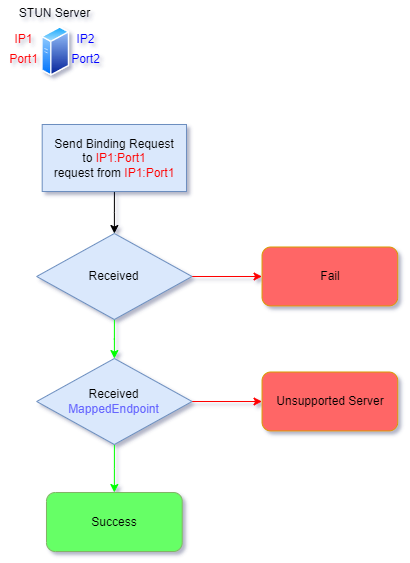 STUN Server
IP1 IP2
Port1 Port2
Send Binding Request
to IP1:Port1
request from IP1:Port1
Received
Fail
Received
MappedEndpoint
Unsupported Server
Success